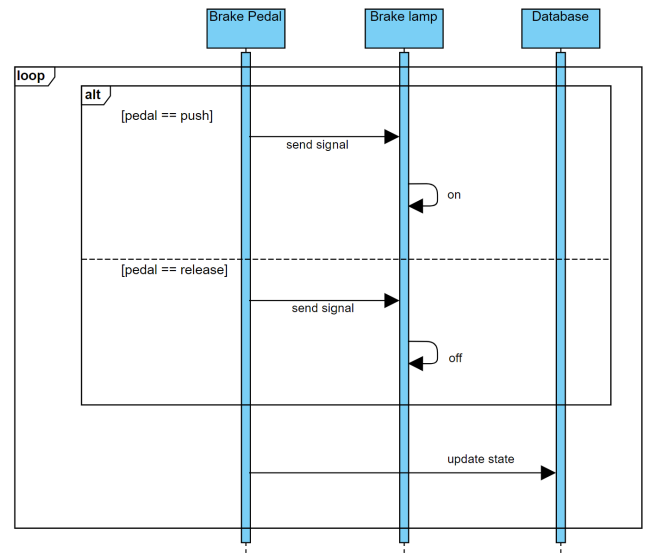 Brake Pedal
Brake lamp
Database
loop
alt
[pedal == push]
send signal
on
[pedal == release]
send signal
off
update state